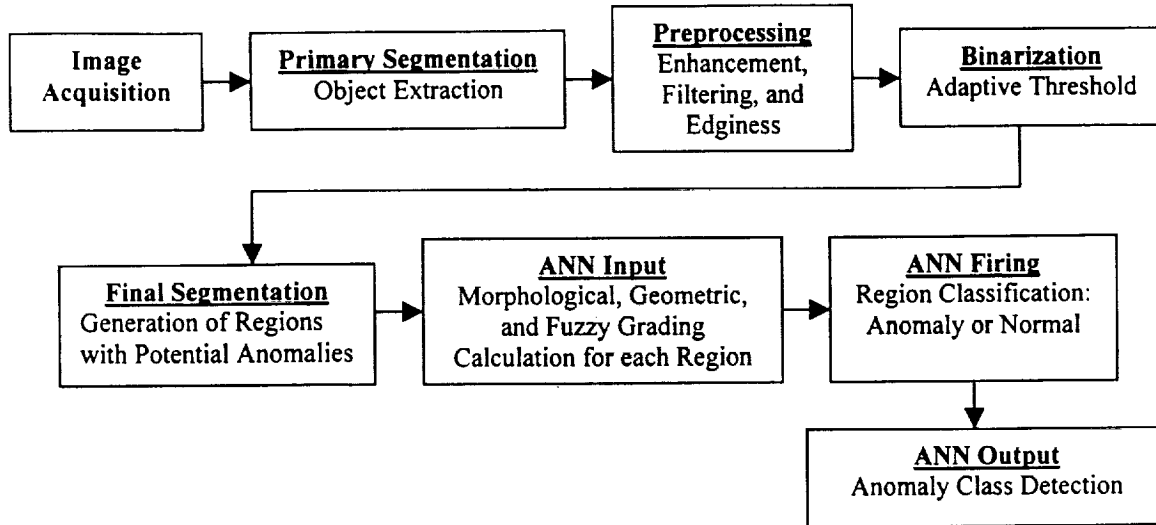 Image
Acquisition
Primary Segmentation
Object Extraction
Preprocessing
Enhancement,
Filtering, and
Edginess
Binarization
Adaptive Threshold
Final Segmentation
Generation of Regions
with Potential Anomalies
ANN Input
Morphological, Geometric,
and Fuzzy Grading
Calculation for each Region
ANN Firing
Region Classification:
Anomaly or Normal
ANN Output
Anomaly Class Detection